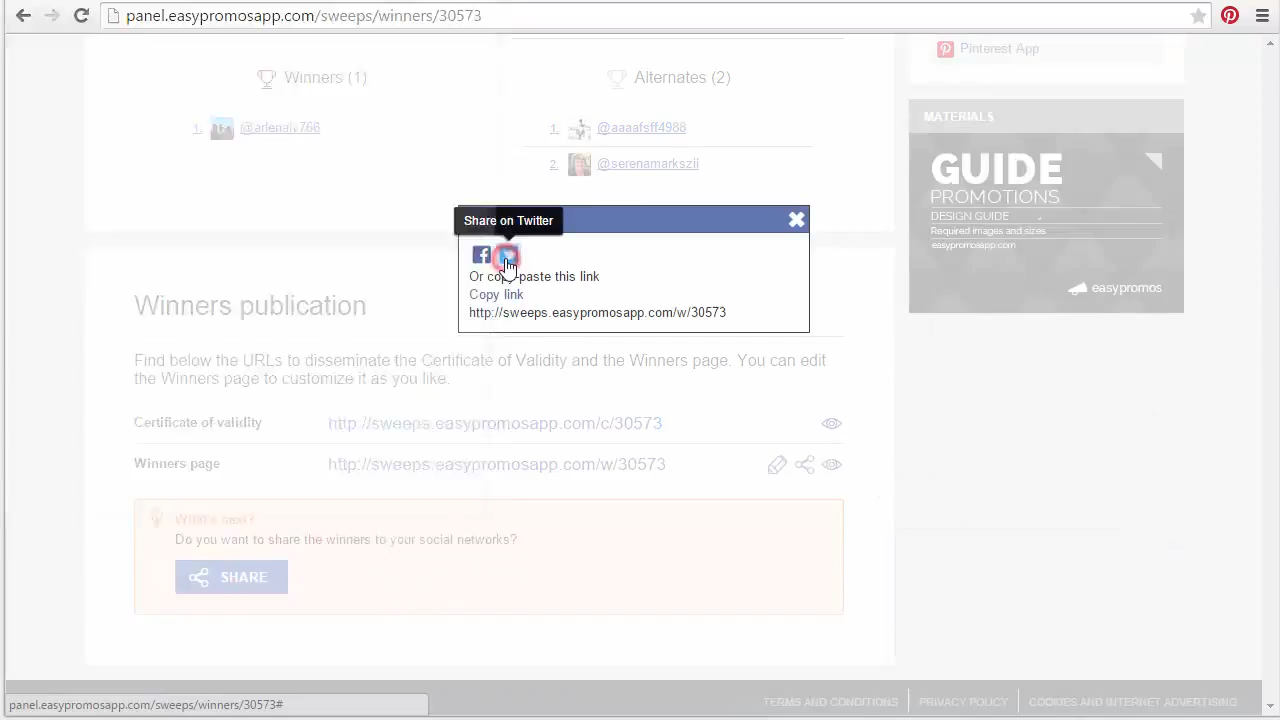 panel.easypromosapp.com/sweeps/winners/30573
Pinterest App
Winners (1)
Alternates (2)
1.
1. @aaaafsff4988
2. @serenamarkszii
MATERIALS
GUIDE
PROMOTIONS
DESIGN GUIDE
Required images and sizes
easypromosapp.com
easypromos
Share on Twitter
Or copy-paste this link
Copy link
http://sweeps.easypromosapp.com/w/30573
Winners publication
Find below the URLs to disseminate the Certificate of Validity and the Winners page. You can edit
the Winners page to customize it as you like.
Certificate of validity http://sweeps.easypromosapp.com/c/30573
Winners page http://sweeps.easypromosapp.com/w/30573
Do you want to share the winners to your social networks?
SHARE
panel.easypromosapp.com/sweeps/winners/30573#
TERMS AND CONDITIONS PRIVACY POLICY COOKIES AND INTERNET ADVERTISING